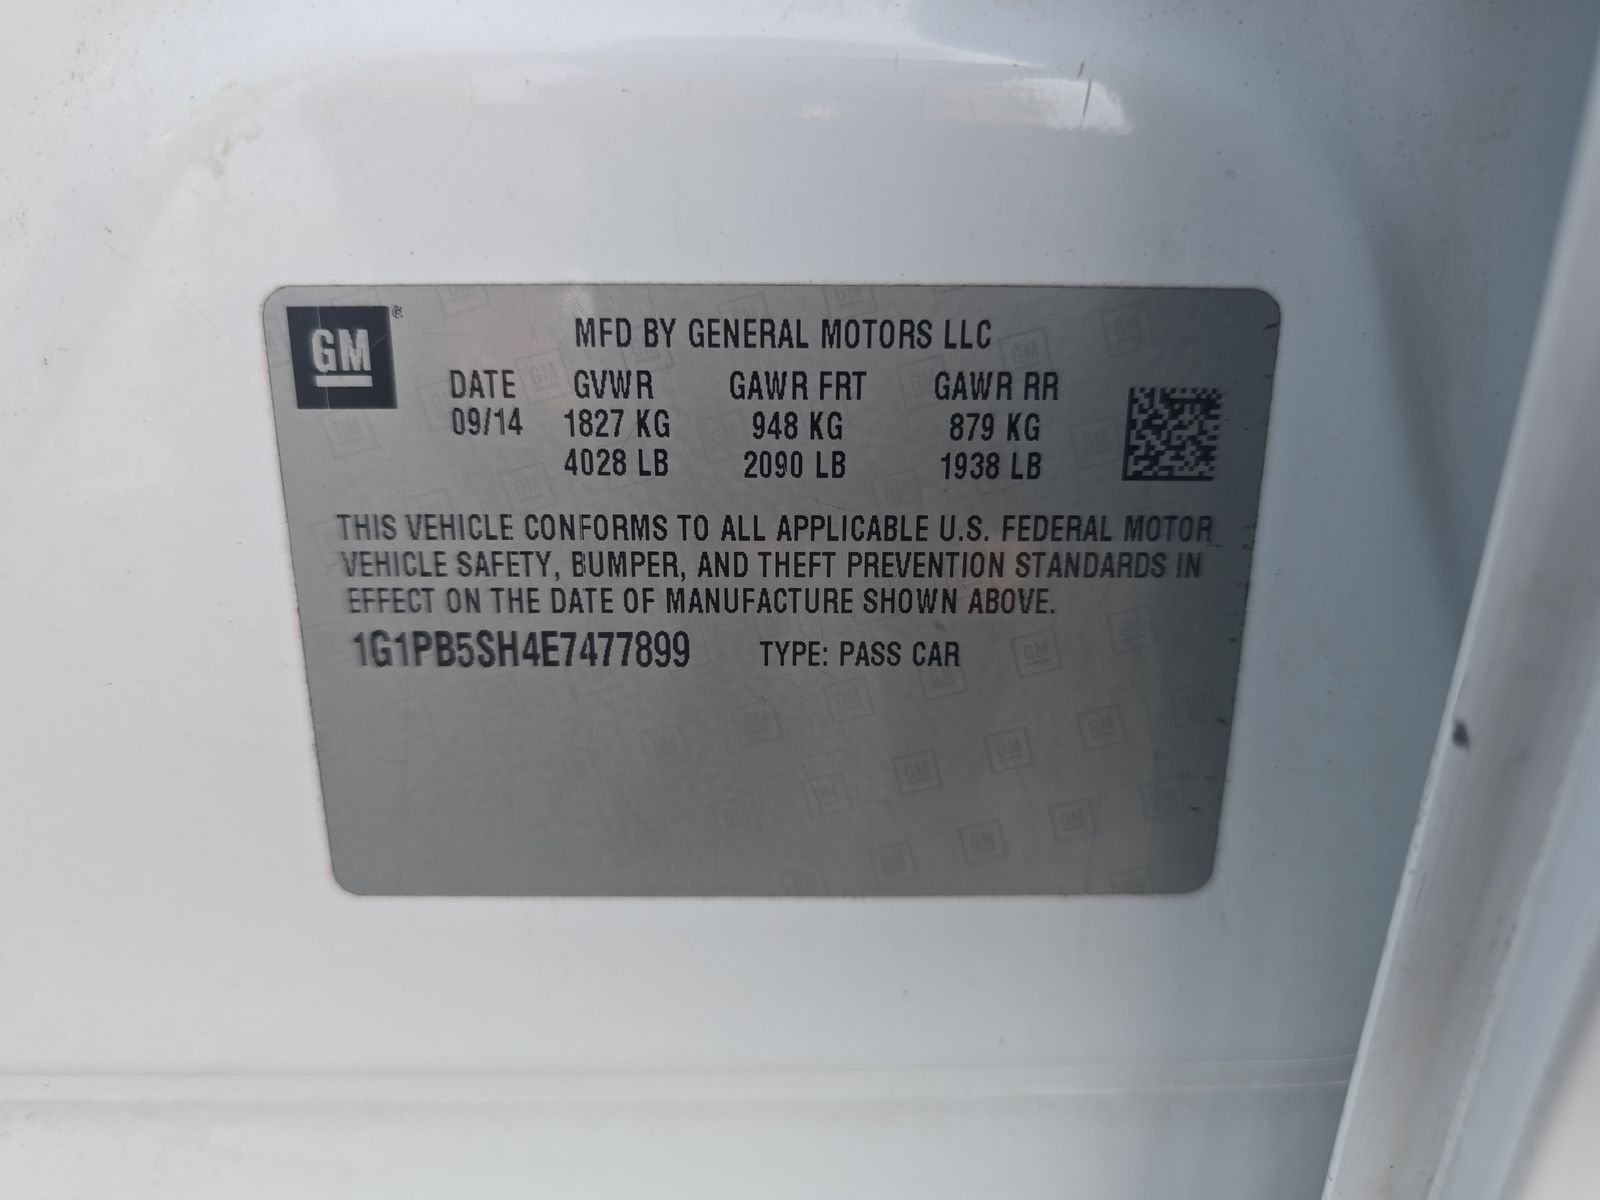 GM ®
MFD BY GENERAL MOTORS LLC
DATE GVWR GAWR FRT GAWR RR
09/14 1827 KG 948 KG 879 KG
4028 LB 2090 LB 1938 LB
THIS VEHICLE CONFORMS TO ALL APPLICABLE U.S. FEDERAL MOTOR
VEHICLE SAFETY, BUMPER, AND THEFT PREVENTION STANDARDS IN
EFFECT ON THE DATE OF MANUFACTURE SHOWN ABOVE.
1G1PB5SH4E7477899 TYPE: PASS CAR